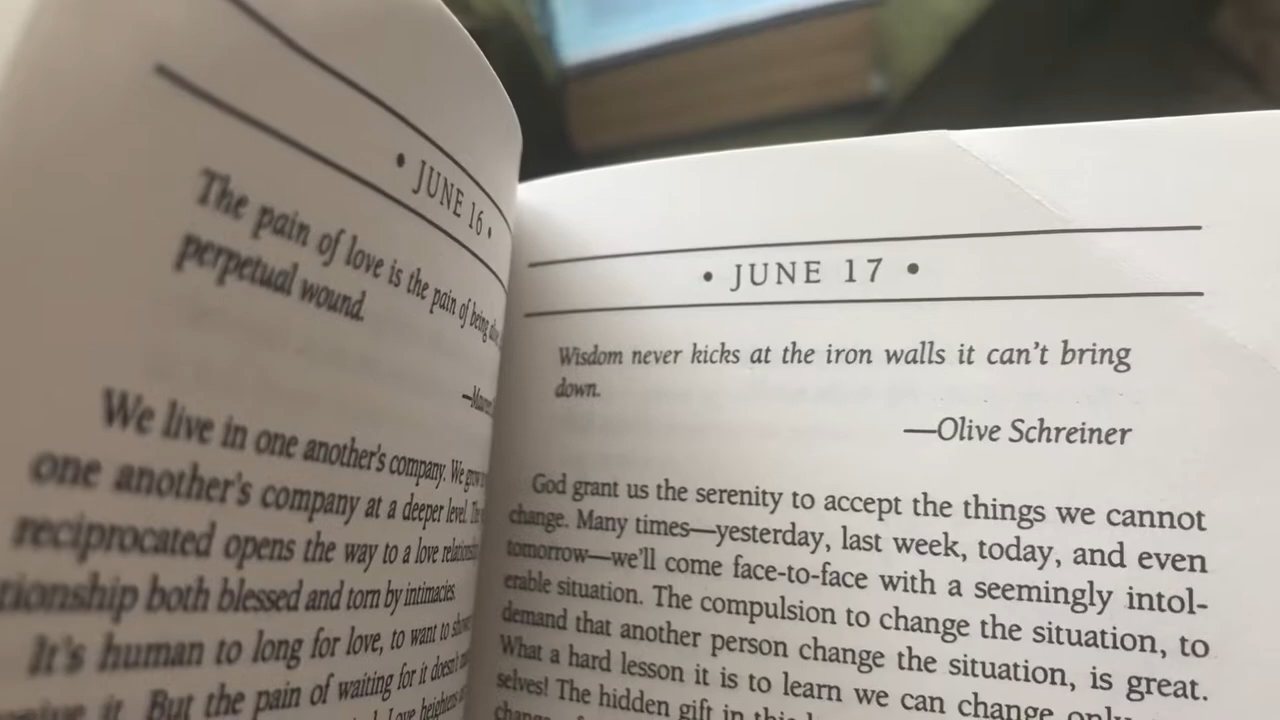 • JUNE 16 •
The pain of love is the pain of being
perpetual wound.
We live in one another's company. We grow
one another's company at a deeper level.
reciprocated opens the way to a love
tionship both blessed and torn by intimacies.
It's human to long for love, to want to
it. But the pain of waiting for it doesn't
Love heightens
• JUNE 17 •
Wisdom never kicks at the iron walls it can't bring
down.
—Olive Schreiner
God grant us the serenity to accept the things we cannot
change. Many times—yesterday, last week, today, and even
tomorrow—we'll come face-to-face with a seemingly intol-
erable situation. The compulsion to change the situation, to
demand that another person change the situation, is great.
What a hard lesson it is to learn we can change only
selves! The hidden gift in this